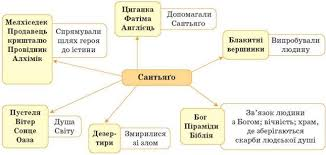 Мелхіседек
Продавець
кришталю
Провідник
Алхімік
Спрямували
шлях героя
до істини
Циганка
Фатіма
Англієць
Допомагали
Сантьяго
Блакитні
вершники
Випробували
людину
Сантьяго
Пустеля
Вітер
Сонце
Оаза
Душа
Світу
Дезер-
тири
Змирилися
зі злом
Бог
Піраміди
Біблія
Зв'язок людини
з Богом; вічність; храм,
де зберігаються
скарби людської душі